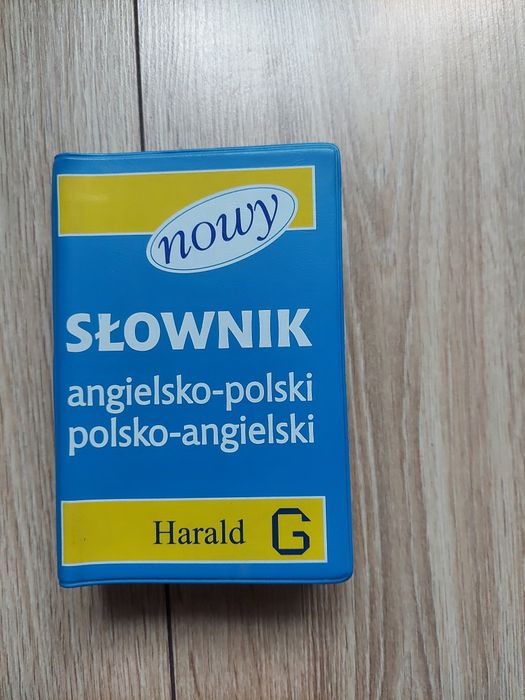 nowy
SŁOWNIK
angielsko-polski
polsko-angielski
Harald G